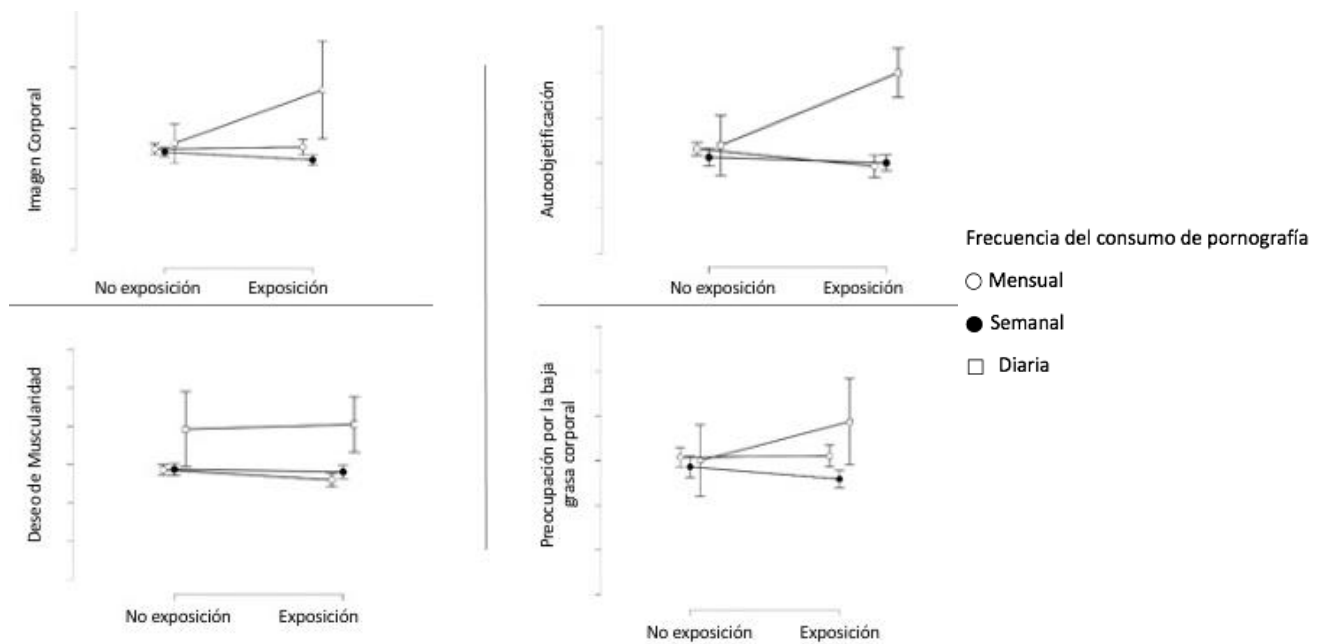 Imagen Corporal
No exposición Exposición
Autoobjetificación
No exposición Exposición
Deseo de Muscularidad
No exposición Exposición
Preocupación por la baja
grasa corporal
No exposición Exposición
Frecuencia del consumo de pornografía
Mensual
Semanal
Diaria